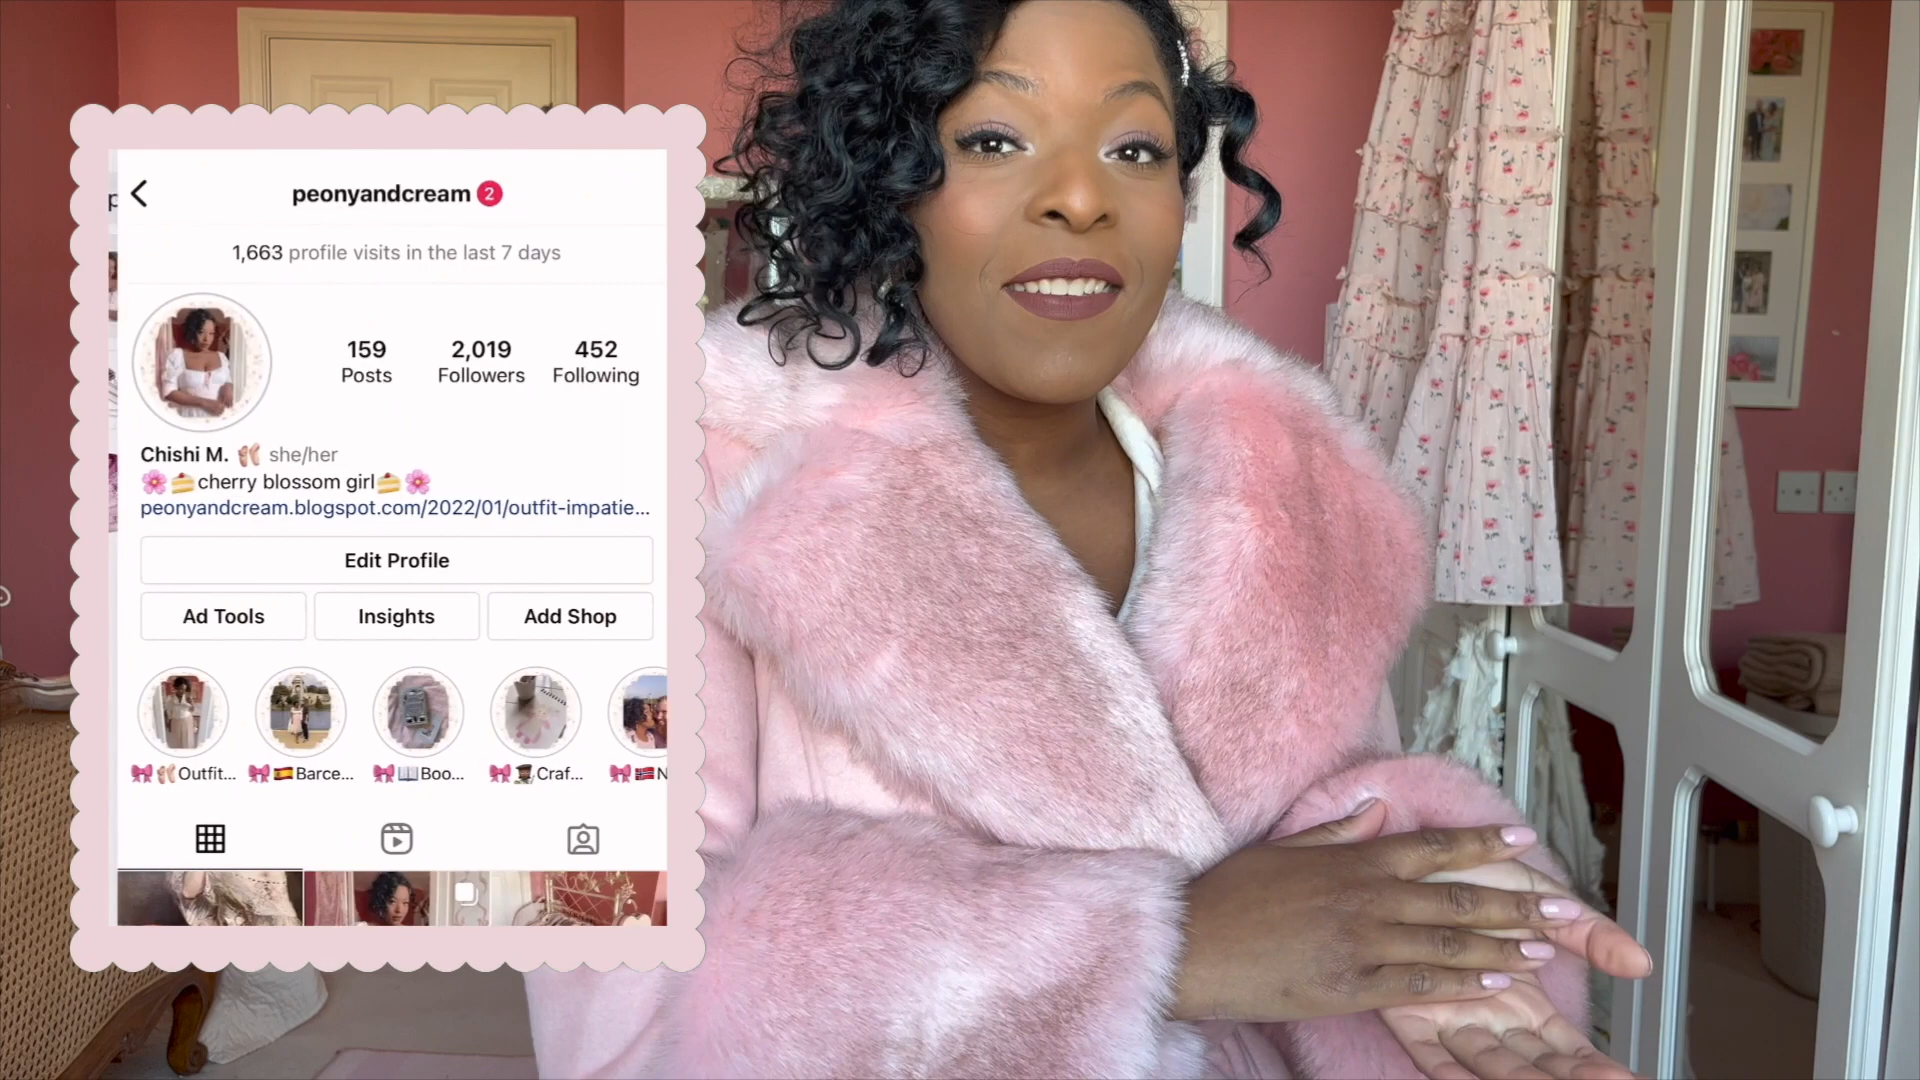 peonyandcream 2
1,663 profile visits in the last 7 days
159 2,019 452
Posts Followers Following
Chishi M. 🩰 she/her
🌸🍰cherry blossom girl🍰🌸
peonyandcream.blogspot.com/2022/01/outfit-impatie...
Edit Profile
Ad Tools Insights Add Shop
🎀🩰Outfit... 🎀🇪🇸Barce... 🎀📖Boo... 🎀👨🏾‍🎨Craf... 🎀🇳🇴N